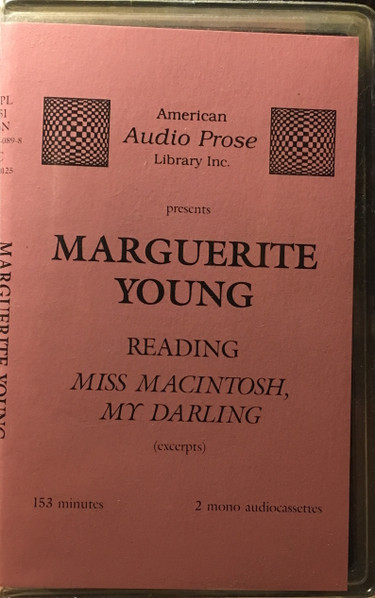 American
Audio Prose
Library Inc.
presents
MARGUERITE
YOUNG
READING
MISS MACINTOSH,
MY DARLING
(excerpts)
153 minutes
2 mono audiocassettes
MARGUERITE YOUNG